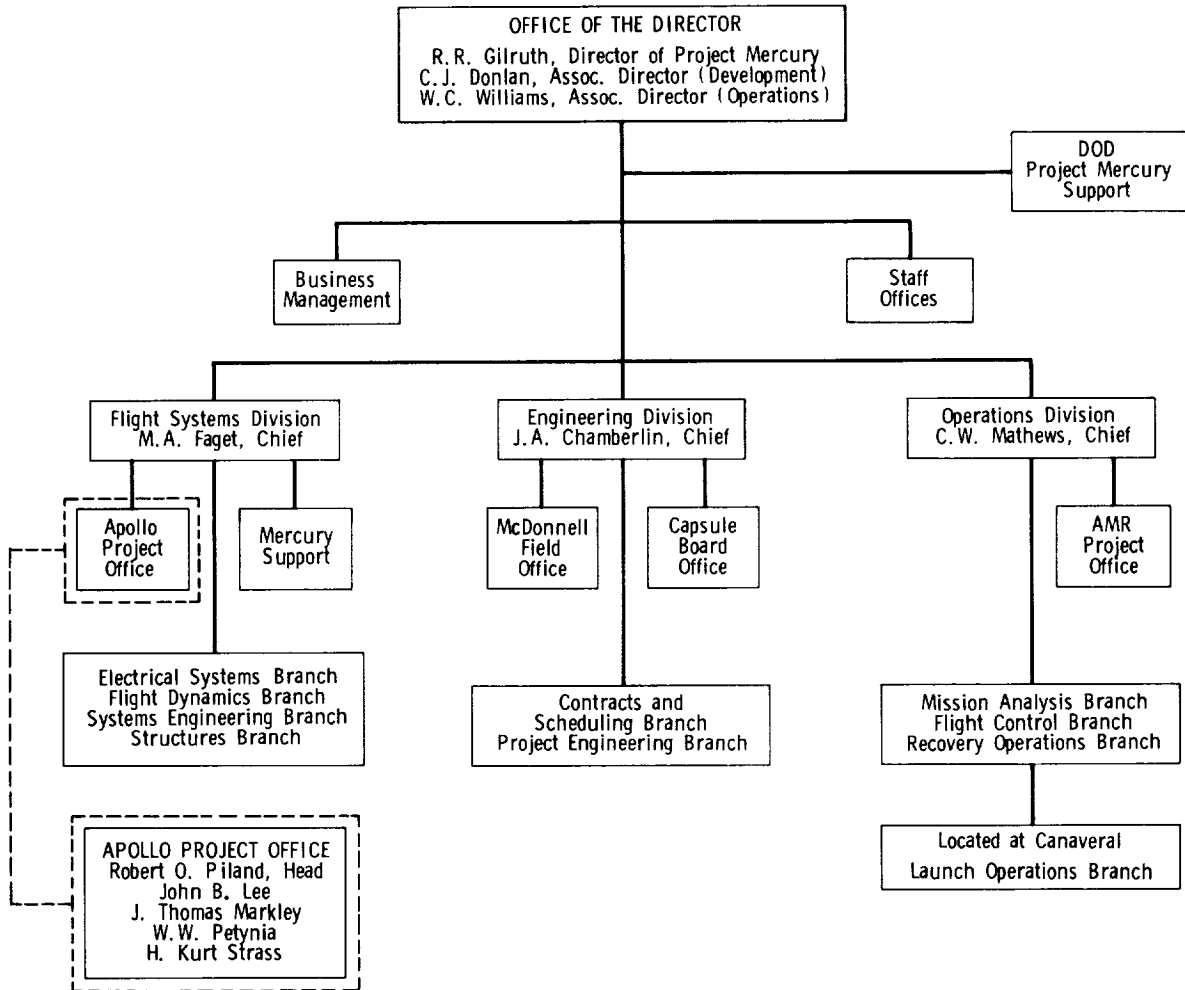 OFFICE OF THE DIRECTOR
R.R. Gilruth, Director of Project Mercury
C.J. Donlan, Assoc. Director (Development)
W.C. Williams, Assoc. Director (Operations)
DOD
Project Mercury
Support
Business
Management
Staff
Offices
Flight Systems Division
M.A. Faget, Chief
Engineering Division
J.A. Chamberlin, Chief
Operations Division
C.W. Mathews, Chief
Apollo
Project
Office
Mercury
Support
McDonnell
Field
Office
Capsule
Board
Office
AMR
Project
Office
Electrical Systems Branch
Flight Dynamics Branch
Systems Engineering Branch
Structures Branch
Contracts and
Scheduling Branch
Project Engineering Branch
Mission Analysis Branch
Flight Control Branch
Recovery Operations Branch
Located at Canaveral
Launch Operations Branch
APOLLO PROJECT OFFICE
Robert O. Piland, Head
John B. Lee
J. Thomas Markley
W.W. Petynia
H. Kurt Strass